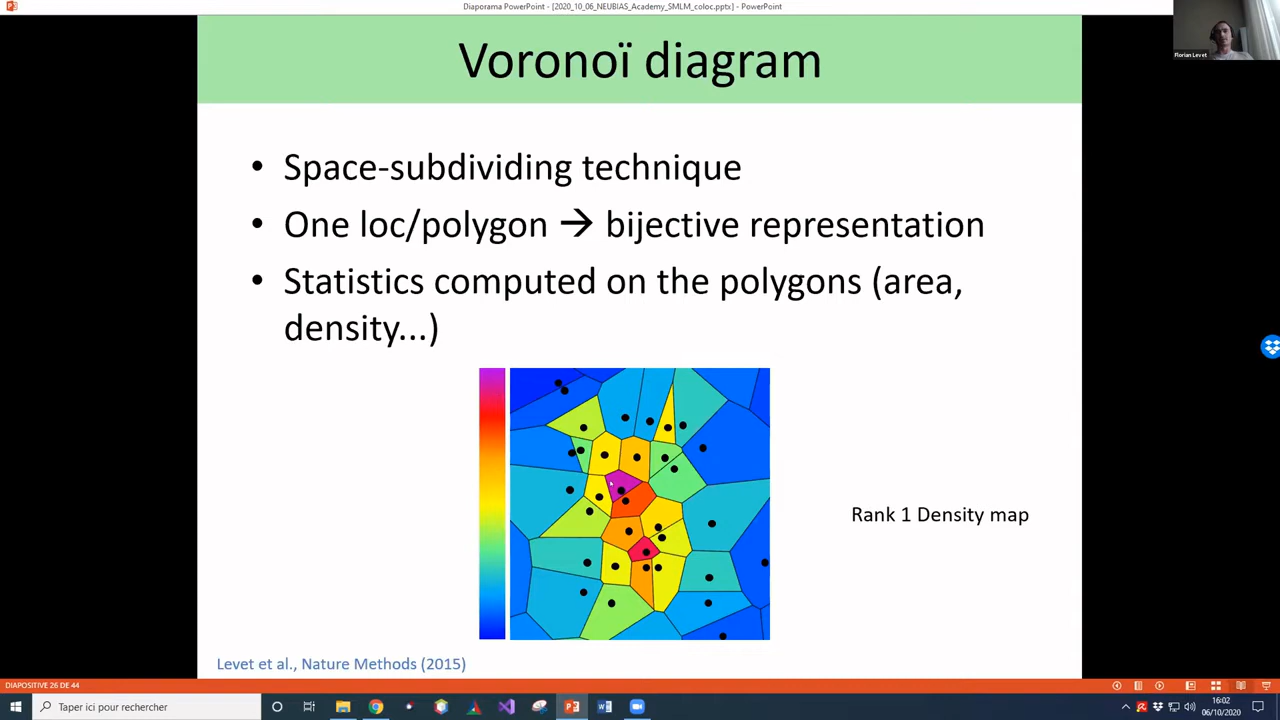 Diaporama PowerPoint - [2020_10_06_NEUBIAS_Academy_SMLM_coloc.pptx] - PowerPoint
Florian Levet
Voronoï diagram
• Space-subdividing technique
• One loc/polygon → bijective representation
• Statistics computed on the polygons (area,
density...)
Rank 1 Density map
Levet et al., Nature Methods (2015)
DIAPOSITIVE 26 DE 44
Taper ici pour rechercher
16:02
06/10/2020